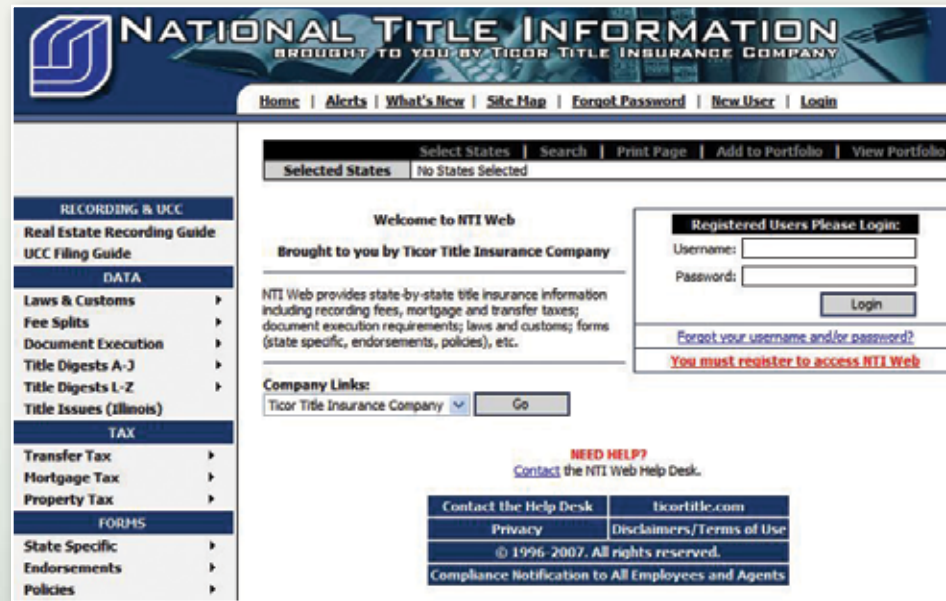 NATIONAL TITLE INFORMATION
BROUGHT TO YOU BY TICOR TITLE INSURANCE COMPANY
Home | Alerts | What's New | Site Map | Forgot Password | New User | Login
Select States | Search | Print Page | Add to Portfolio | View Portfolio
Selected States No States Selected
RECORDING & UCC
Real Estate Recording Guide
UCC Filing Guide
DATA
Laws & Customs
Fee Splits
Document Execution
Title Digests A-J
Title Digests L-Z
Title Issues (Illinois)
TAX
Transfer Tax
Mortgage Tax
Property Tax
FORMS
State Specific
Endorsements
Policies
Welcome to NTI Web
Brought to you by Ticor Title Insurance Company
NTI Web provides state-by-state title insurance information
including recording fees, mortgage and transfer taxes;
document execution requirements; laws and customs; forms
(state specific, endorsements, policies), etc.
Company Links:
Ticor Title Insurance Company Go
Registered Users Please Login:
Username:
Password:
Login
Forgot your username and/or password?
You must register to access NTI Web
NEED HELP?
Contact the NTI Web Help Desk.
Contact the Help Desk ticortitle.com
Privacy Disclaimers/Terms of Use
© 1996-2007. All rights reserved.
Compliance Notification to All Employees and Agents